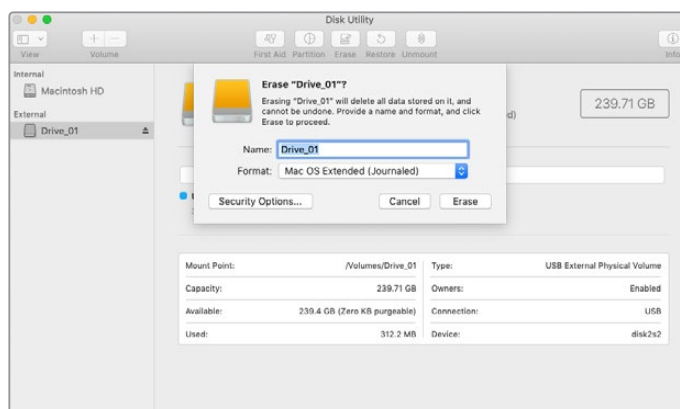 Disk Utility
View
Volume
First Aid Partition Erase Restore Unmount
Info
Internal
Macintosh HD
External
Drive_01
Erase "Drive_01"?
Erasing "Drive_01" will delete all data stored on it, and
cannot be undone. Provide a name and format, and click
Erase to proceed.
d)
239.71 GB
Name: Drive_01
Format: Mac OS Extended (Journaled)
Security Options... Cancel Erase
Mount Point: /Volumes/Drive_01 Type: USB External Physical Volume
Capacity: 239.71 GB Owners: Enabled
Available: 239.4 GB (Zero KB purgeable) Connection: USB
Used: 312.2 MB Device: disk2s2